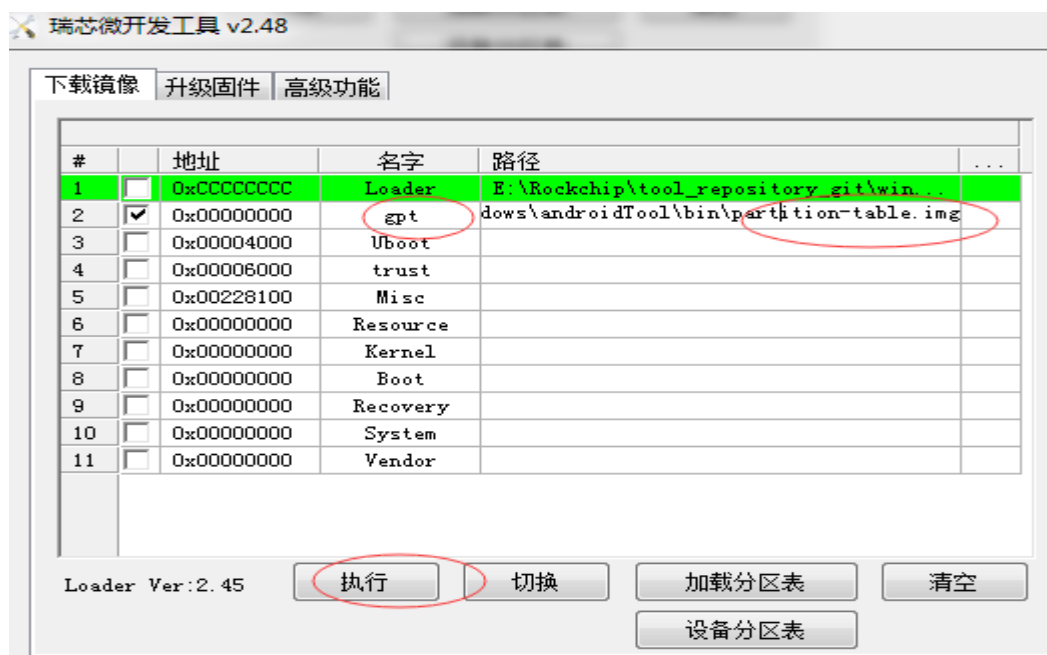 瑞芯微开发工具 v2.48
下载镜像 升级固件 高级功能
# 地址 名字 路径 ...
1 0xCCCCCCCC Loader E:\Rockchip\tool_repository_git\win...
2 0x00000000 gpt dows\androidTool\bin\partition-table.img
3 0x00004000 Uboot
4 0x00006000 trust
5 0x00228100 Misc
6 0x00000000 Resource
7 0x00000000 Kernel
8 0x00000000 Boot
9 0x00000000 Recovery
10 0x00000000 System
11 0x00000000 Vendor
Loader Ver:2.45 执行 切换 加载分区表 清空
设备分区表